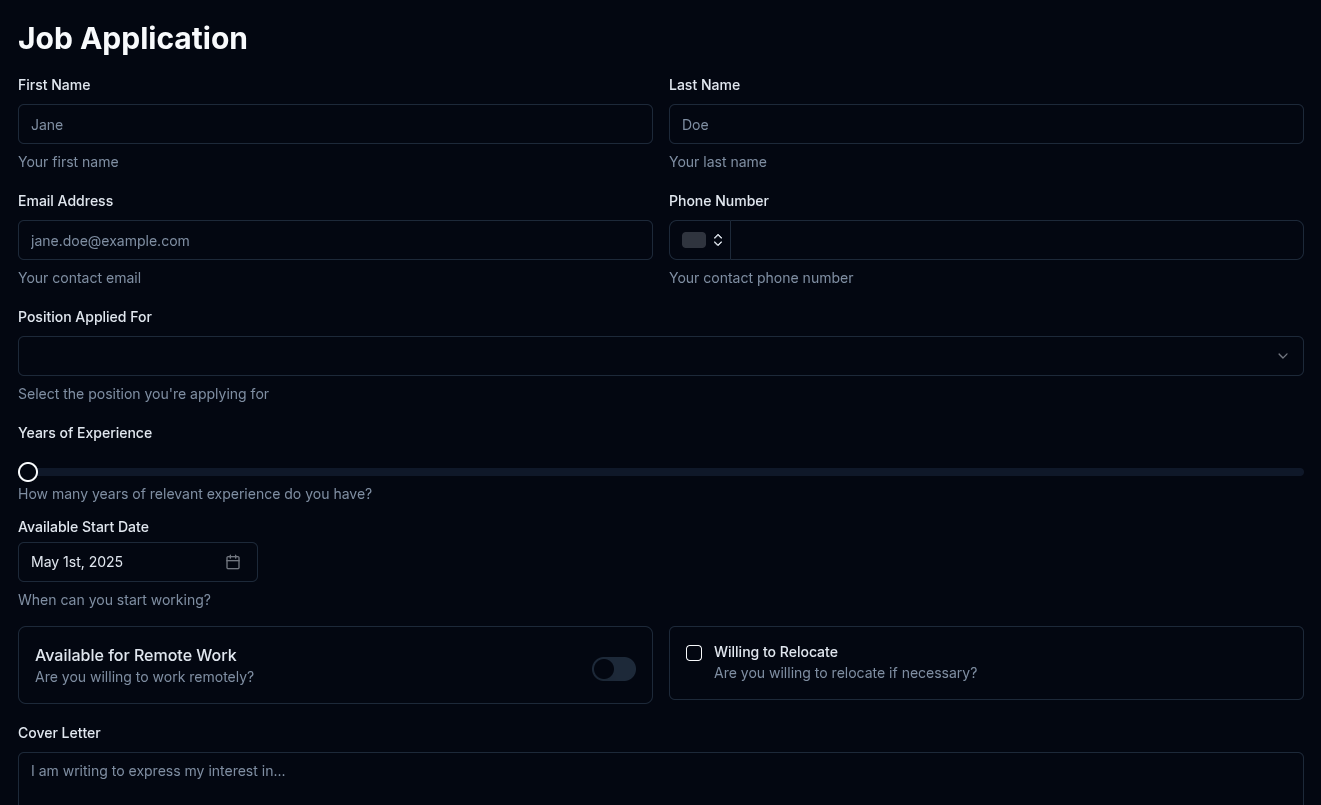 Job Application
First Name
Last Name
Jane
Doe
Your first name
Your last name
Email Address
Phone Number
jane.doe@example.com
Your contact email
Your contact phone number
Position Applied For
Select the position you're applying for
Years of Experience
How many years of relevant experience do you have?
Available Start Date
May 1st, 2025
When can you start working?
Available for Remote Work
Are you willing to work remotely?
Willing to Relocate
Are you willing to relocate if necessary?
Cover Letter
I am writing to express my interest in...